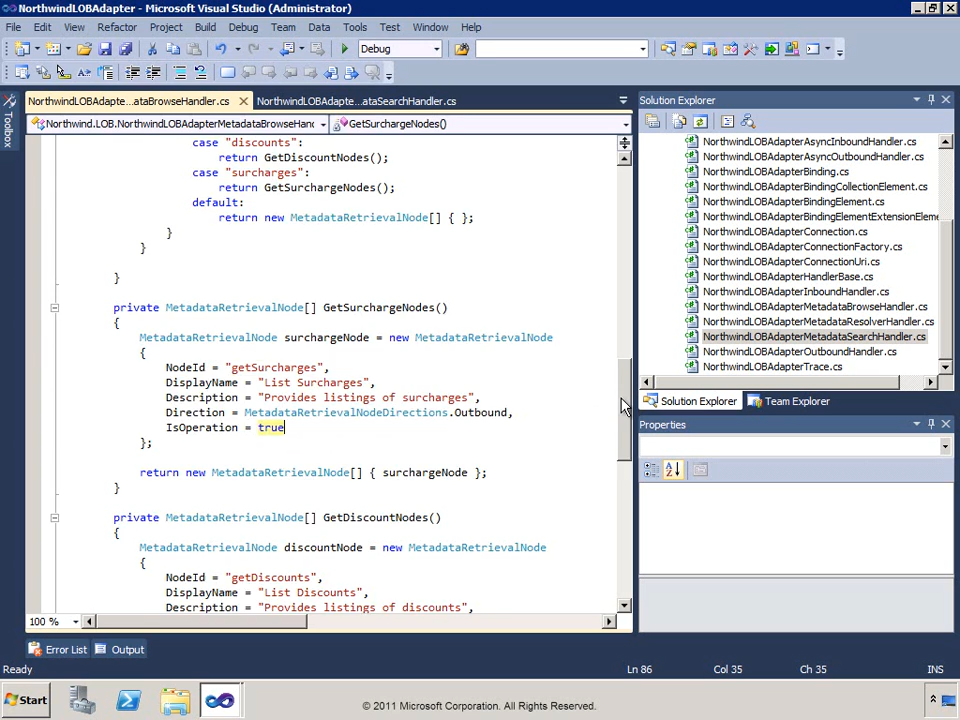 NorthwindLOBAdapter - Microsoft Visual Studio (Administrator)
File Edit View Refactor Project Build Debug Team Data Tools Test Window Help
Debug
Toolbox
NorthwindLOBAdapte...ataBrowseHandler.cs
NorthwindLOBAdapte...ataSearchHandler.cs
Northwind.LOB.NorthwindLOBAdapterMetadataBrowseHand
GetSurchargeNodes()
case "discounts":
return GetDiscountNodes();
case "surcharges":
return GetSurchargeNodes();
default:
return new MetadataRetrievalNode[] { };
}
}
}
private MetadataRetrievalNode[] GetSurchargeNodes()
{
MetadataRetrievalNode surchargeNode = new MetadataRetrievalNode
{
NodeId = "getSurcharges",
DisplayName = "List Surcharges",
Description = "Provides listings of surcharges",
Direction = MetadataRetrievalNodeDirections.Outbound,
IsOperation = true
};
return new MetadataRetrievalNode[] { surchargeNode };
}
private MetadataRetrievalNode[] GetDiscountNodes()
{
MetadataRetrievalNode discountNode = new MetadataRetrievalNode
{
NodeId = "getDiscounts",
DisplayName = "List Discounts",
Description = "Provides listings of discounts",
100 %
Solution Explorer
NorthwindLOBAdapterAsyncInboundHandler.cs
NorthwindLOBAdapterAsyncOutboundHandler.cs
NorthwindLOBAdapterBinding.cs
NorthwindLOBAdapterBindingCollectionElement.cs
NorthwindLOBAdapterBindingElement.cs
NorthwindLOBAdapterBindingElementExtensionEleme
NorthwindLOBAdapterConnection.cs
NorthwindLOBAdapterConnectionFactory.cs
NorthwindLOBAdapterConnectionUri.cs
NorthwindLOBAdapterHandlerBase.cs
NorthwindLOBAdapterInboundHandler.cs
NorthwindLOBAdapterMetadataBrowseHandler.cs
NorthwindLOBAdapterMetadataResolverHandler.cs
NorthwindLOBAdapterMetadataSearchHandler.cs
NorthwindLOBAdapterOutboundHandler.cs
NorthwindLOBAdapterTrace.cs
Solution Explorer Team Explorer
Properties
Error List Output
Ready Ln 86 Col 35 Ch 35 INS
Start
© 2011 Microsoft Corporation. All Rights Reserved.